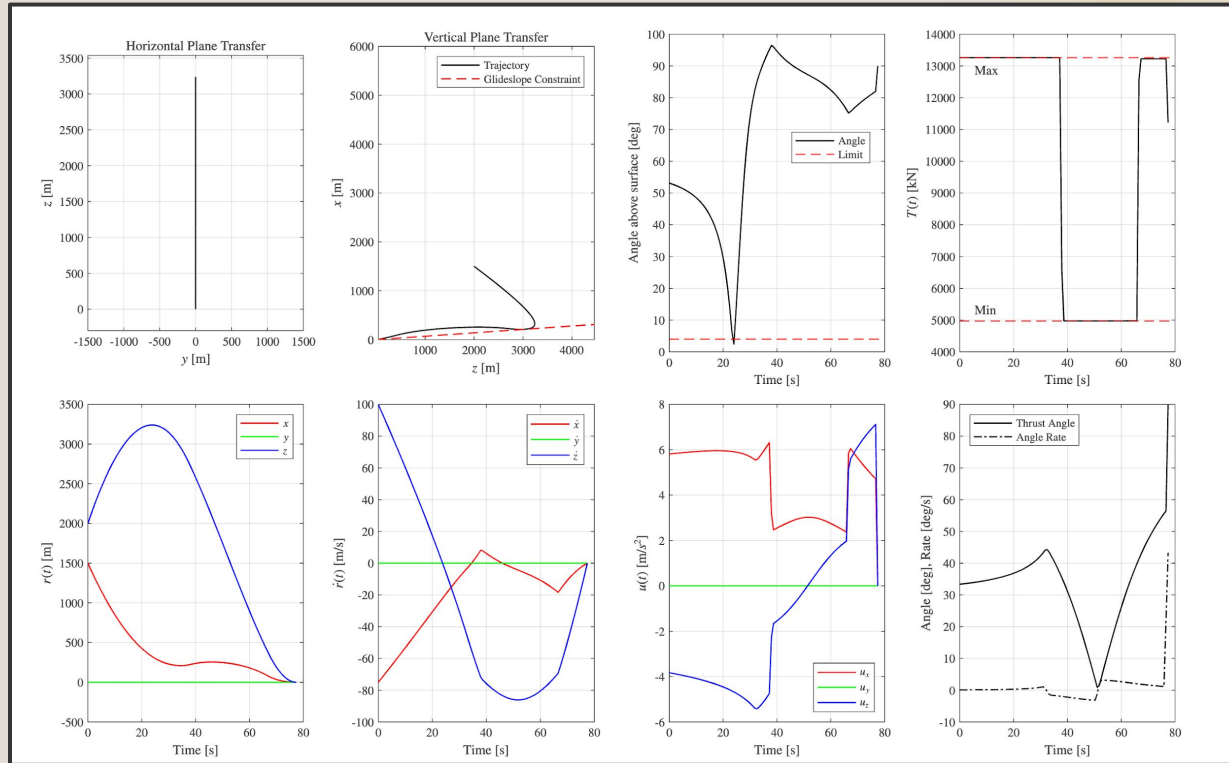 Horizontal Plane Transfer
3500
3000
2500
2000
1500
1000
500
0
z [m]
-1500 -1000 -500 0 500 1000 1500
y [m]
Vertical Plane Transfer
6000
5000
4000
3000
2000
1000
0
x [m]
Trajectory
Glideslope Constraint
1000 2000 3000 4000
z [m]
100
90
80
70
60
50
40
30
20
10
0
Angle above surface [deg]
Angle
Limit
0 20 40 60 80
Time [s]
14000
13000
12000
11000
10000
9000
8000
7000
6000
5000
4000
T(t) [kN]
Max
Min
0 20 40 60 80
Time [s]
3500
3000
2500
2000
1500
1000
500
0
-500
r(t) [m]
x
y
z
0 20 40 60 80
Time [s]
100
80
60
40
20
0
-20
-40
-60
-80
-100
ṙ(t) [m/s]
ẋ
ẏ
ż
0 20 40 60 80
Time [s]
8
6
4
2
0
-2
-4
-6
u(t) [m/s²]
uₓ
u_y
u_z
0 20 40 60 80
Time [s]
90
80
70
60
50
40
30
20
10
0
-10
Angle [deg], Rate [deg/s]
Thrust Angle
Angle Rate
0 20 40 60 80
Time [s]